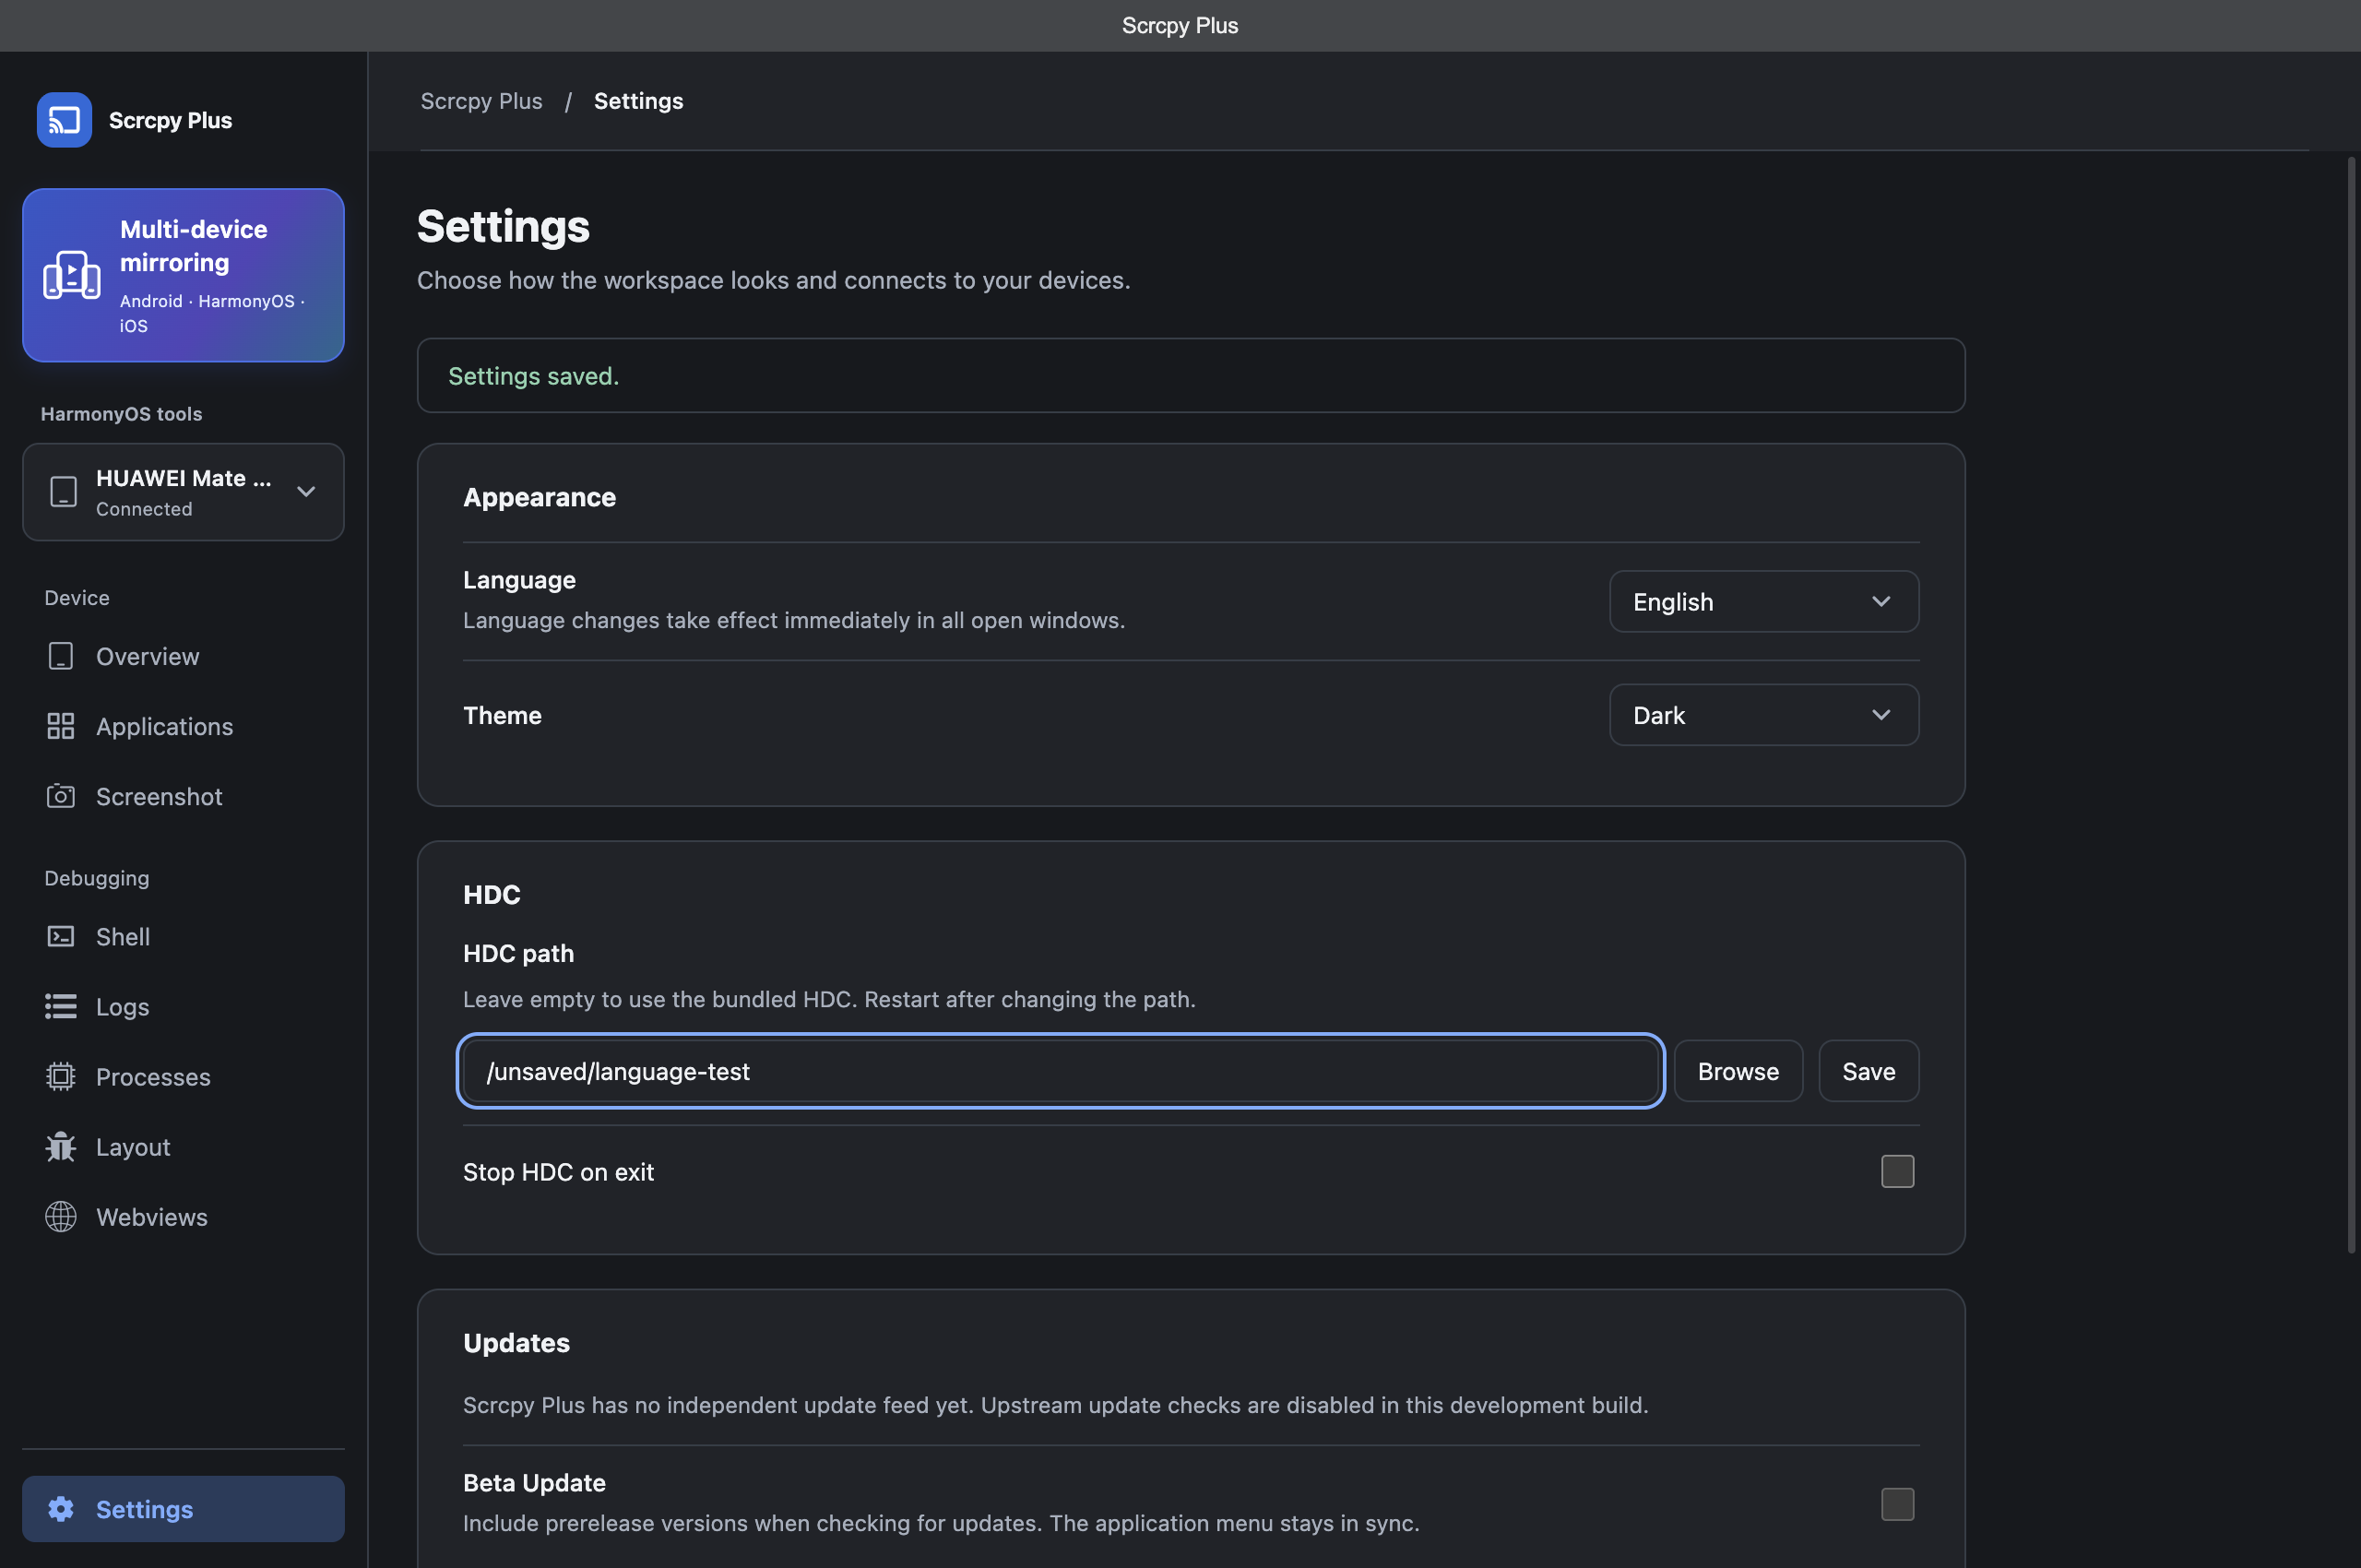 Scrcpy Plus
Scrcpy Plus
Multi-device
mirroring
Android · HarmonyOS ·
iOS
HarmonyOS tools
HUAWEI Mate ...
Connected
Device
Overview
Applications
Screenshot
Debugging
Shell
Logs
Processes
Layout
Webviews
Settings
Scrcpy Plus / Settings
Settings
Choose how the workspace looks and connects to your devices.
Settings saved.
Appearance
Language
Language changes take effect immediately in all open windows.
English
Theme
Dark
HDC
HDC path
Leave empty to use the bundled HDC. Restart after changing the path.
/unsaved/language-test
Browse
Save
Stop HDC on exit
Updates
Scrcpy Plus has no independent update feed yet. Upstream update checks are disabled in this development build.
Beta Update
Include prerelease versions when checking for updates. The application menu stays in sync.